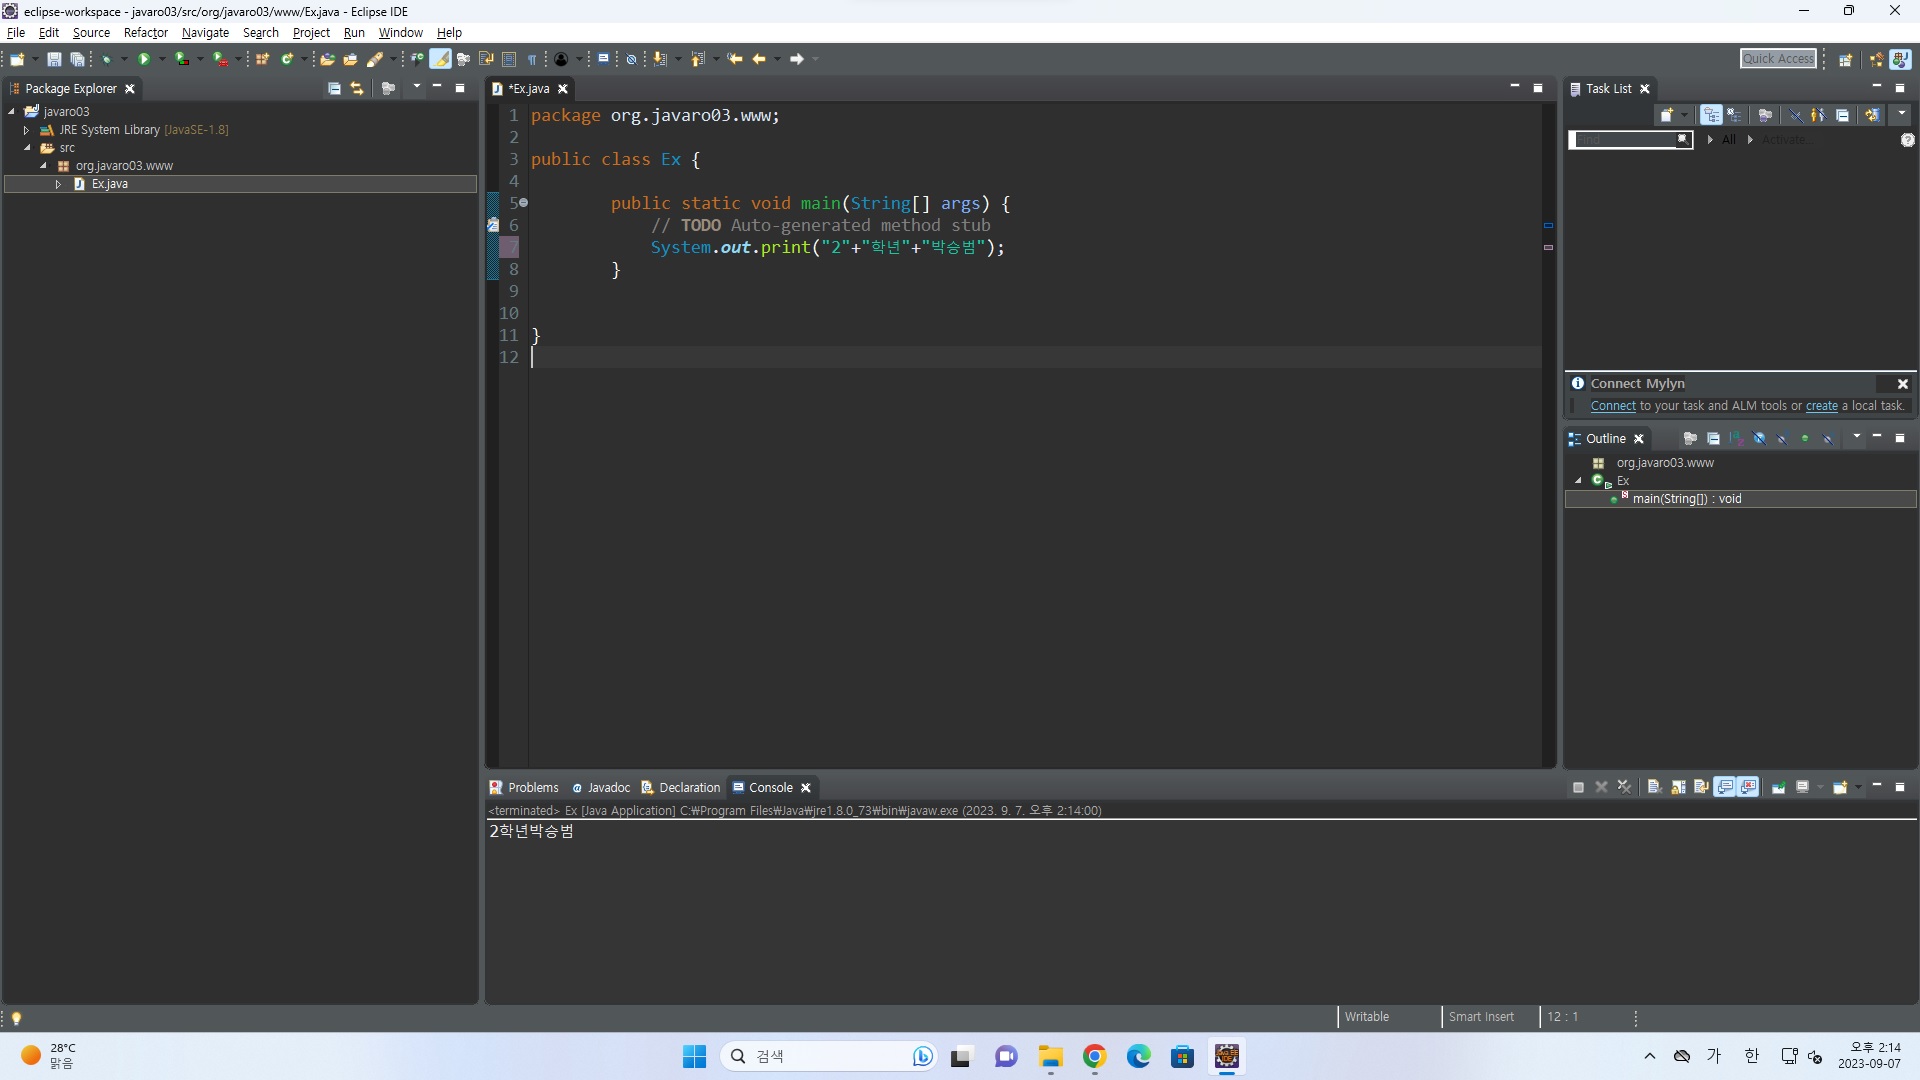 eclipse-workspace - javaro03/src/org/javaro03/www/Ex.java - Eclipse IDE
File Edit Source Refactor Navigate Search Project Run Window Help
Quick Access
Package Explorer
javaro03
JRE System Library [JavaSE-1.8]
src
org.javaro03.www
Ex.java
*Ex.java
1 package org.javaro03.www;
2
3 public class Ex {
4
5 public static void main(String[] args) {
6 // TODO Auto-generated method stub
7 System.out.print("2"+"학년"+"박승범");
8 }
9
10
11 }
12
Task List
Find All Activate...
Connect Mylyn
Connect to your task and ALM tools or create a local task.
Outline
org.javaro03.www
Ex
main(String[]) : void
Problems Javadoc Declaration Console
<terminated> Ex [Java Application] C:₩Program Files₩Java₩jre1.8.0_73₩bin₩javaw.exe (2023. 9. 7. 오후 2:14:00)
2학년박승범
Writable Smart Insert 12 : 1
28°C
맑음
검색
가 한
오후 2:14
2023-09-07